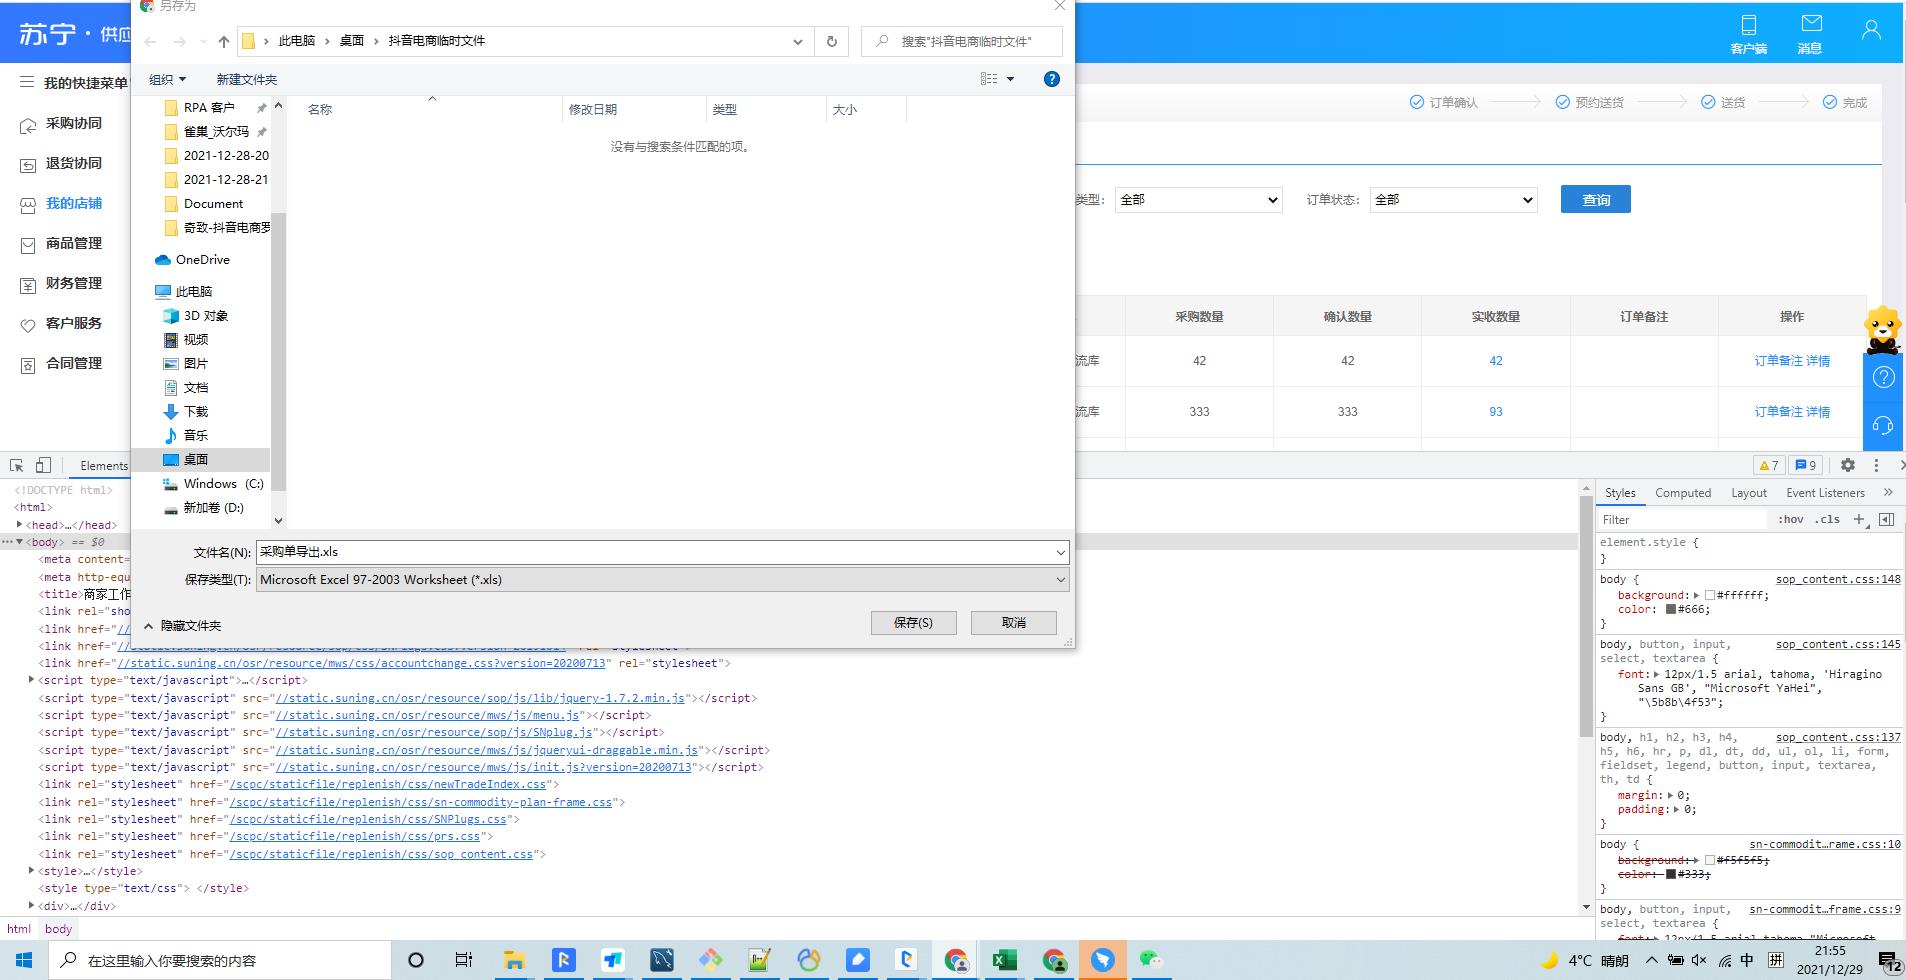 另存为
此电脑 › 桌面 › 抖音电商临时文件
搜索"抖音电商临时文件"
组织
新建文件夹
RPA 客户
雀巢_沃尔玛
2021-12-28-20
2021-12-28-21
Document
奇致-抖音电商罗
OneDrive
此电脑
3D 对象
视频
图片
文档
下载
音乐
桌面
Windows (C:)
新加卷 (D:)
名称
修改日期
类型
大小
没有与搜索条件匹配的项。
文件名(N): 采购单导出.xls
保存类型(T): Microsoft Excel 97-2003 Worksheet (*.xls)
隐藏文件夹
保存(S)
取消
苏宁·供应
客户端
消息
我的快捷菜单
采购协同
退货协同
我的店铺
商品管理
财务管理
客户服务
合同管理
订单确认
预约送货
送货
完成
类型: 全部
订单状态: 全部
查询
采购数量 确认数量 实收数量 订单备注 操作
流库 42 42 42 订单备注 详情
流库 333 333 93 订单备注 详情
Elements
7
9
<!DOCTYPE html>
<html>
<head>…</head>
<body> == $0
<meta content=
<meta http-equ
<title>商家工作
<link rel="sho
<link href="//
<link href="//static.suning.cn/osr/resource/mws/css/accountchange.css?version=20200713" rel="stylesheet">
<script type="text/javascript">…</script>
<script type="text/javascript" src="//static.suning.cn/osr/resource/sop/js/lib/jquery-1.7.2.min.js"></script>
<script type="text/javascript" src="//static.suning.cn/osr/resource/mws/js/menu.js"></script>
<script type="text/javascript" src="//static.suning.cn/osr/resource/sop/js/SNplug.js"></script>
<script type="text/javascript" src="//static.suning.cn/osr/resource/mws/js/jqueryui-draggable.min.js"></script>
<script type="text/javascript" src="//static.suning.cn/osr/resource/mws/js/init.js?version=20200713"></script>
<link rel="stylesheet" href="/scpc/staticfile/replenish/css/newTradeIndex.css">
<link rel="stylesheet" href="/scpc/staticfile/replenish/css/sn-commodity-plan-frame.css">
<link rel="stylesheet" href="/scpc/staticfile/replenish/css/SNPlugs.css">
<link rel="stylesheet" href="/scpc/staticfile/replenish/css/prs.css">
<link rel="stylesheet" href="/scpc/staticfile/replenish/css/sop_content.css">
<style>…</style>
<style type="text/css"> </style>
<div>…</div>
html body
Styles Computed Layout Event Listeners
Filter
:hov .cls
element.style {
}
body { sop_content.css:148
background: #ffffff;
color: #666;
}
body, button, input, sop_content.css:145
select, textarea {
font: 12px/1.5 arial, tahoma, 'Hiragino
Sans GB', "Microsoft YaHei",
"\5b8b\4f53";
}
body, h1, h2, h3, h4, sop_content.css:137
h5, h6, hr, p, dl, dt, dd, ul, ol, li, form,
fieldset, legend, button, input, textarea,
th, td {
margin: 0;
padding: 0;
}
body { sn-commodit…rame.css:10
background: #f5f5f5;
color: #333;
}
body, button, input, sn-commodit…frame.css:9
select, textarea {
font: 12px/1.5 arial, tahoma, "Microsoft
在这里输入你要搜索的内容
4°C 晴朗
中
拼
21:55
2021/12/29
12